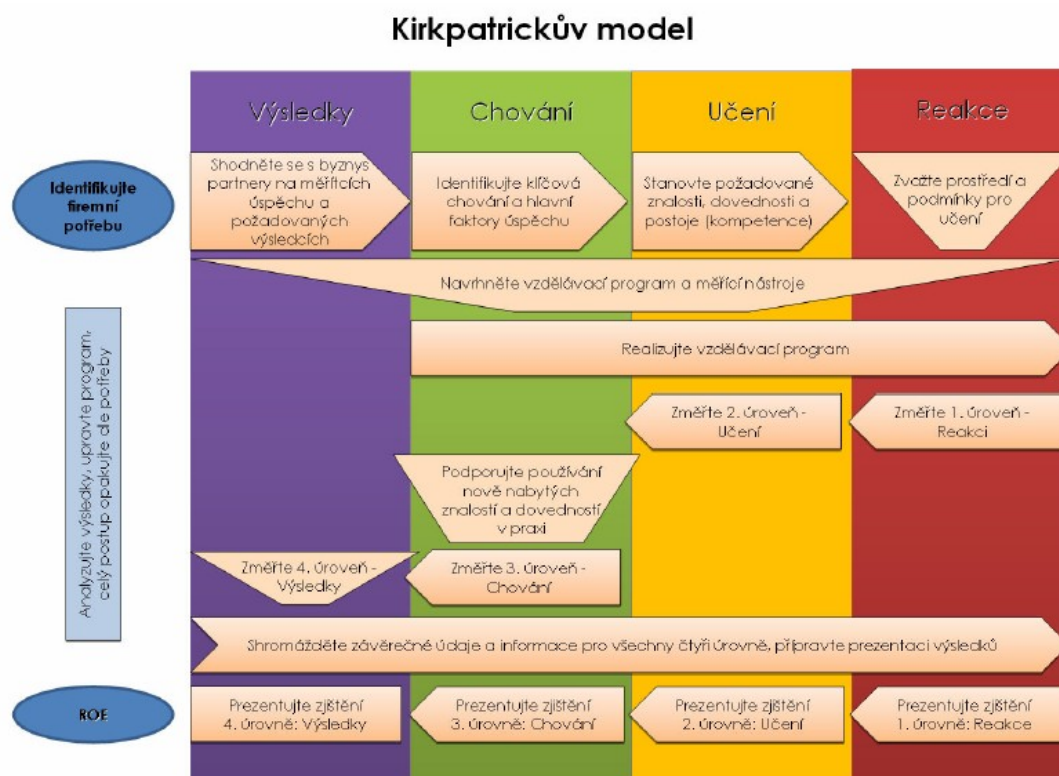 Kirkpatrickův model
Výsledky
Chování
Učení
Reakce
Identifikujte
firemní
potřebu
Shodněte se s byznys
partnery na měřítcích
úspěchu a
požadovaných
výsledcích
Identifikujte klíčová
chování a hlavní
faktory úspěchu
Stanovte požadované
znalosti, dovednosti a
postoje (kompetence)
Zvažte prostředí a
podmínky pro
učení
Navrhněte vzdělávací program a měřící nástroje
Realizujte vzdělávací program
Změřte 2. úroveň -
Učení
Změřte 1. úroveň -
Reakci
Analyzujte výsledky, upravte program,
celý postup opakujte dle potřeby
Podporujte používání
nově nabytých
znalostí a dovedností
v praxi
Změřte 4. úroveň -
Výsledky
Změřte 3. úroveň -
Chování
Shromážděte závěrečné údaje a informace pro všechny čtyři úrovně, připravte prezentaci výsledků
ROE
Prezentujte zjištění
4. úrovně: Výsledky
Prezentujte zjištění
3. úrovně: Chování
Prezentujte zjištění
2. úrovně: Učení
Prezentujte zjištění
1. úrovně: Reakce